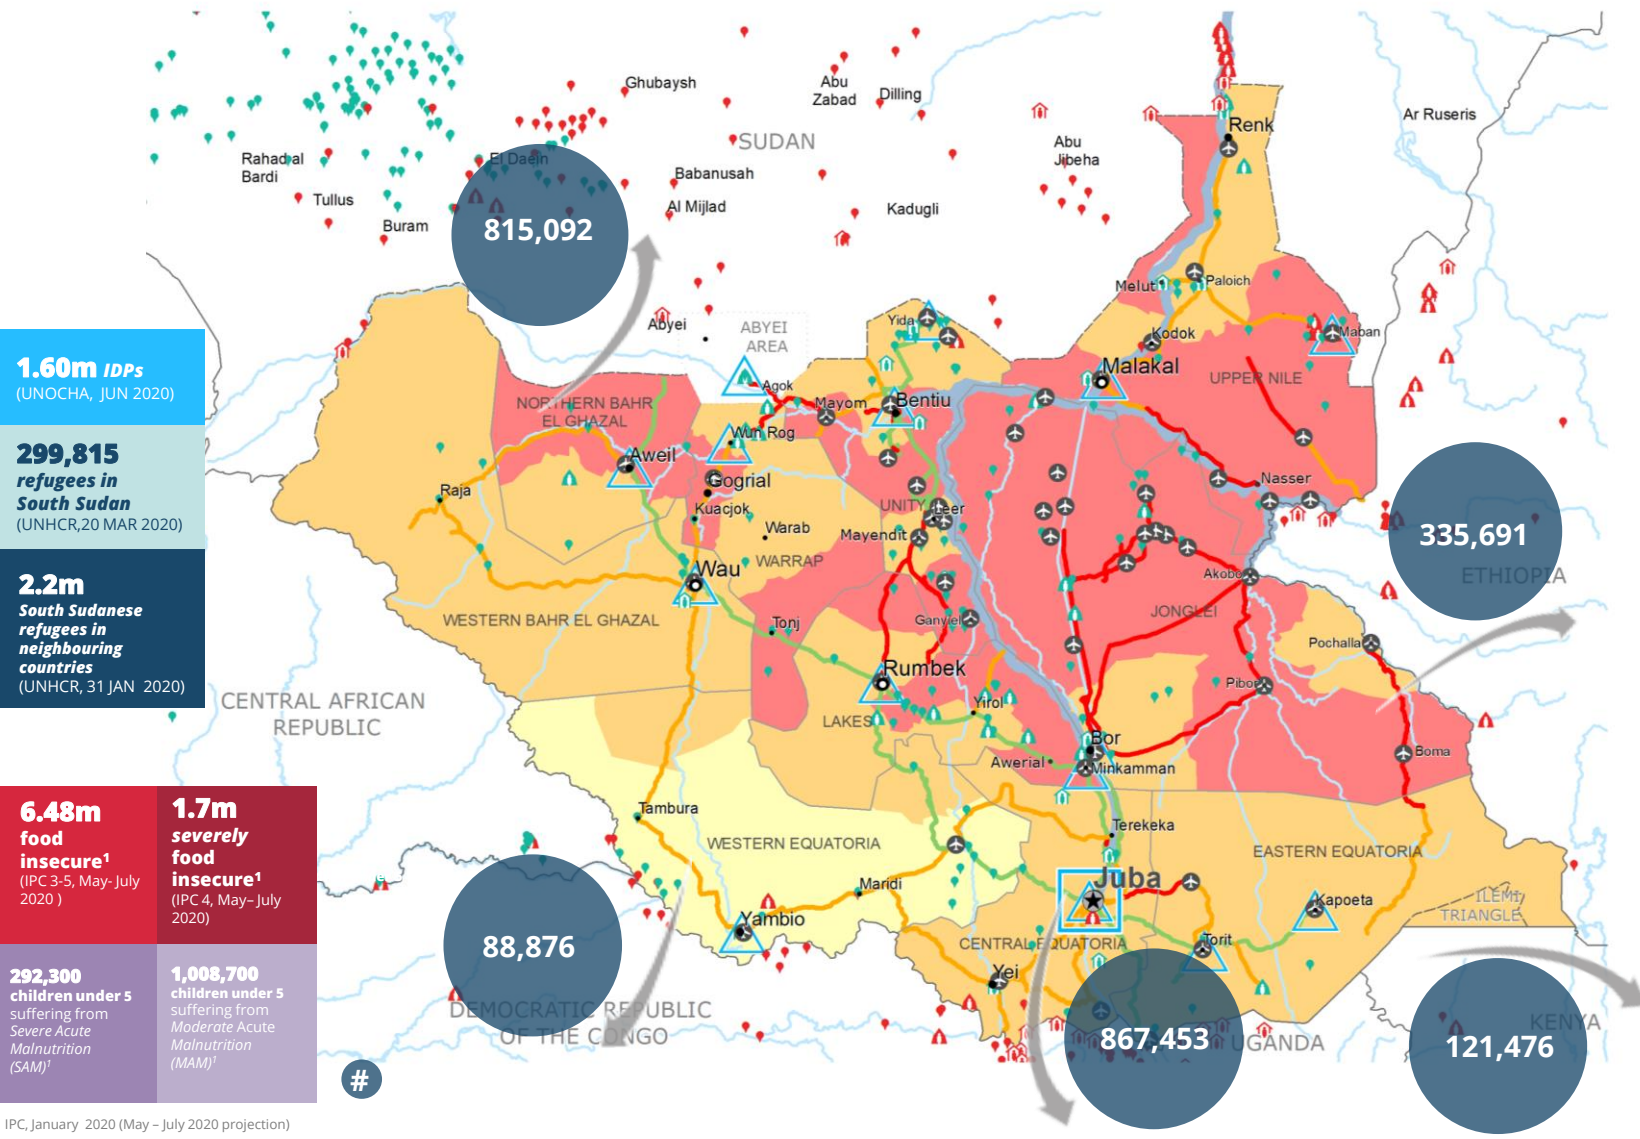 1.60m IDPs
(UNOCHA, JUN 2020)
299,815
refugees in
South Sudan
(UNHCR,20 MAR 2020)
2.2m
South Sudanese
refugees in
neighbouring
countries
(UNHCR, 31 JAN 2020)
6.48m
food
insecure¹
(IPC 3-5, May- July
2020 )
1.7m
severely
food
insecure¹
(IPC 4, May– July
2020)
292,300
children under 5
suffering from
Severe Acute
Malnutrition
(SAM)¹
1,008,700
children under 5
suffering from
Moderate Acute
Malnutrition
(MAM)¹
IPC, January 2020 (May – July 2020 projection)
#
Ghubaysh
Abu
Zabad
Dilling
SUDAN
Abu
Jibeha
Renk
Ar Ruseris
Rahad al
Bardi
El Daein
Tullus
Buram
Babanusah
Al Mijlad
Kadugli
815,092
Abyei
ABYEI
AREA
Yida
Melut
Paloich
Kodok
Maban
Malakal
UPPER NILE
Agok
Mayom
Bentiu
NORTHERN BAHR
EL GHAZAL
Wun Rog
Aweil
Gogrial
Raja
Kuacjok
Warab
UNITY
Leer
Mayendit
Nasser
335,691
ETHIOPIA
Wau
WARRAP
Akobo
JONGLEI
WESTERN BAHR EL GHAZAL
Tonj
Ganyiel
Pochalla
Rumbek
Pibor
CENTRAL AFRICAN
REPUBLIC
LAKES
Yirol
Bor
Awerial
Minkamman
Boma
Tambura
Terekeka
WESTERN EQUATORIA
EASTERN EQUATORIA
Maridi
Juba
Kapoeta
ILEMI
TRIANGLE
Yambio
CENTRAL EQUATORIA
Torit
Yei
88,876
DEMOCRATIC REPUBLIC
OF THE CONGO
867,453
UGANDA
121,476
KENYA